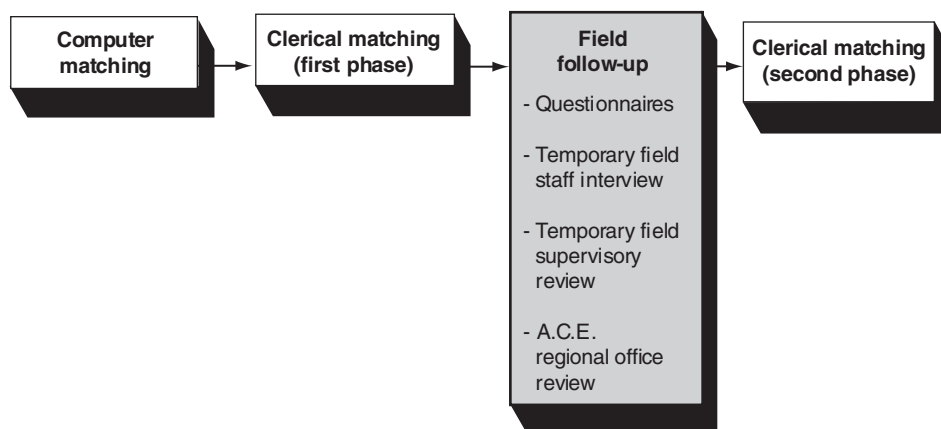 Computer
matching
Clerical matching
(first phase)
Field
follow-up
- Questionnaires
- Temporary field
staff interview
- Temporary field
supervisory
review
- A.C.E.
regional office
review
Clerical matching
(second phase)